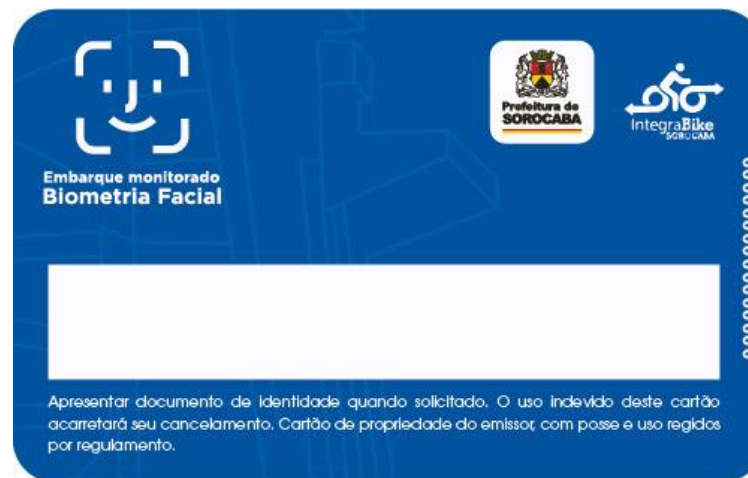 Embarque monitorado
Biometria Facial
Prefeitura de
SOROCABA
IntegraBike
SOROCABA
Apresentar documento de identidade quando solicitado. O uso indevido deste cartão
acarretará seu cancelamento. Cartão de propriedade do emissor, com posse e uso regidos
por regulamento.